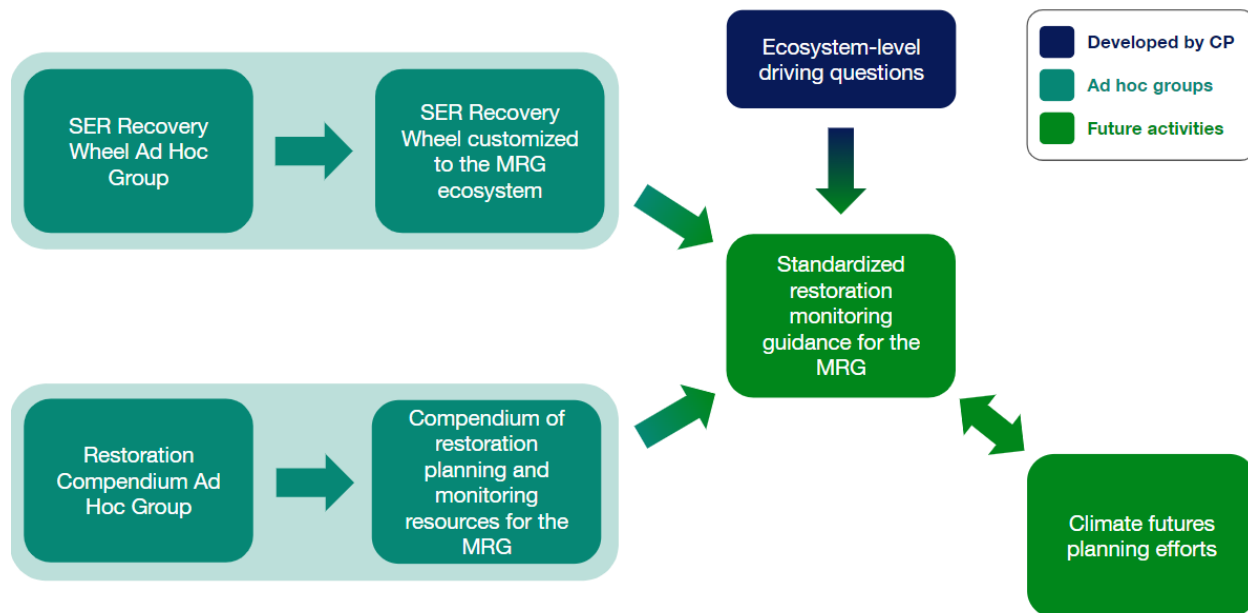 SER Recovery
Wheel Ad Hoc
Group
SER Recovery
Wheel customized
to the MRG
ecosystem
Ecosystem-level
driving questions
Developed by CP
Ad hoc groups
Future activities
Standardized
restoration
monitoring
guidance for the
MRG
Restoration
Compendium Ad
Hoc Group
Compendium of
restoration
planning and
monitoring
resources for the
MRG
Climate futures
planning efforts